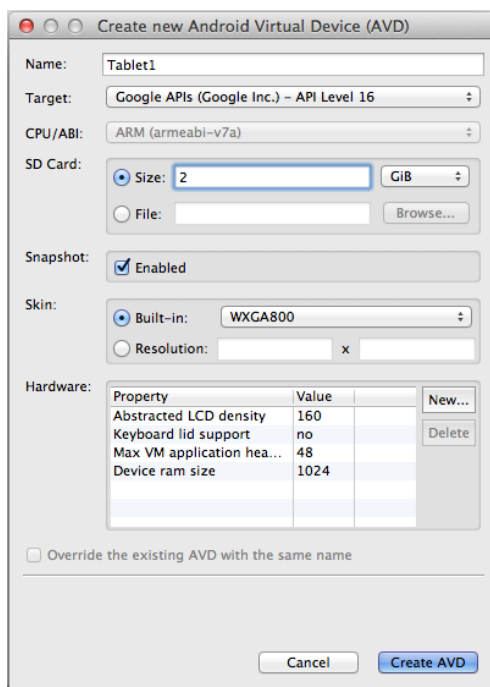 Create new Android Virtual Device (AVD)
Name: Tablet1
Target: Google APIs (Google Inc.) – API Level 16
CPU/ABI: ARM (armeabi-v7a)
SD Card:
Size: 2 GiB
File: Browse...
Snapshot:
Enabled
Skin:
Built-in: WXGA800
Resolution: x
Hardware:
Property Value New...
Abstracted LCD density 160
Keyboard lid support no Delete
Max VM application hea... 48
Device ram size 1024
Override the existing AVD with the same name
Cancel Create AVD